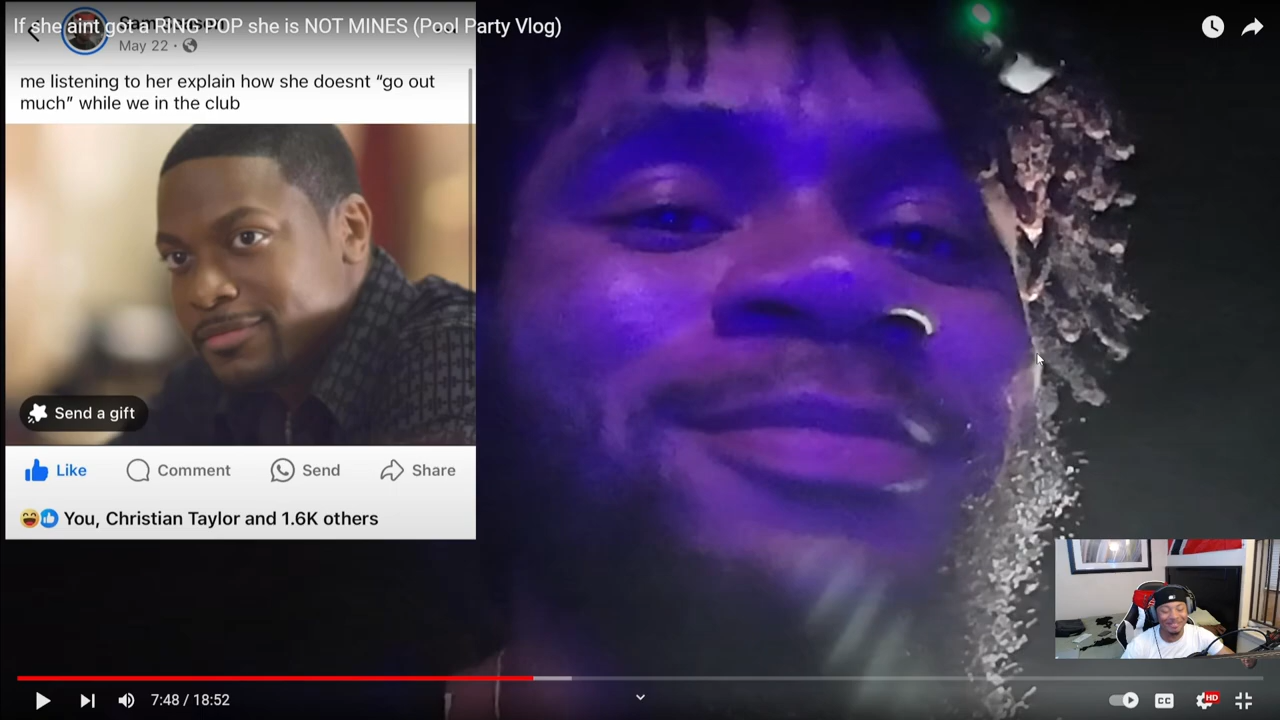 If she aint got a RING POP she is NOT MINES (Pool Party Vlog)
May 22 ·
me listening to her explain how she doesnt “go out
much” while we in the club
Send a gift
Like
Comment
Send
Share
You, Christian Taylor and 1.6K others
7:48 / 18:52
CC
HD